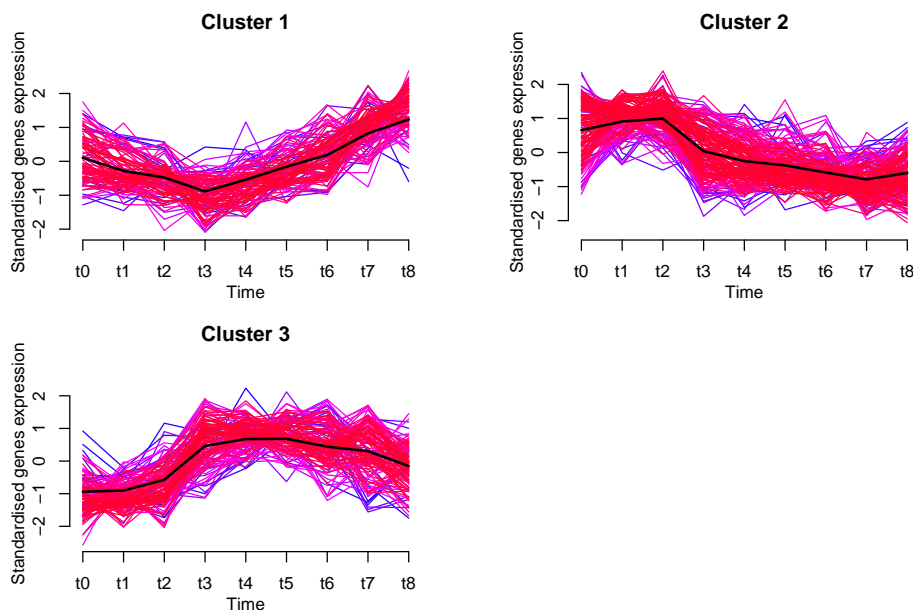 Cluster 1
Standardised genes expression
2
1
0
−1
−2
t0 t1 t2 t3 t4 t5 t6 t7 t8
Time
Cluster 2
Standardised genes expression
2
1
0
−1
−2
t0 t1 t2 t3 t4 t5 t6 t7 t8
Time
Cluster 3
Standardised genes expression
2
1
0
−1
−2
t0 t1 t2 t3 t4 t5 t6 t7 t8
Time